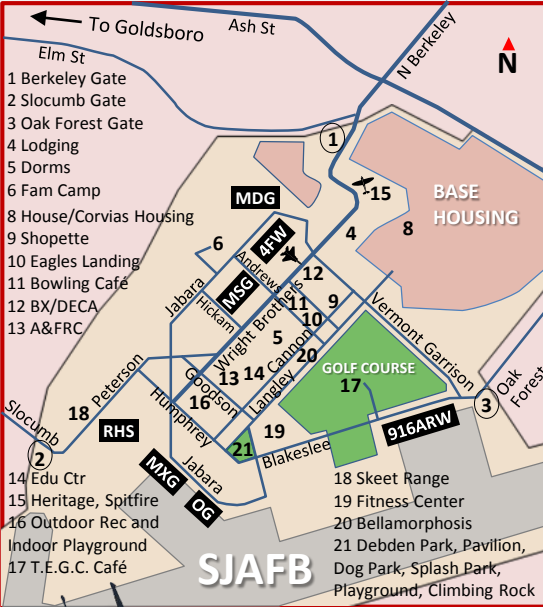 To Goldsboro
Ash St
N Berkeley
Elm St
N
1 Berkeley Gate
2 Slocumb Gate
3 Oak Forest Gate
4 Lodging
5 Dorms
6 Fam Camp
8 House/Corvias Housing
9 Shopette
10 Eagles Landing
11 Bowling Café
12 BX/DECA
13 A&FRC
1
15
BASE
HOUSING
8
MDG
4
6
4FW
Andrews
12
MSG
Jabara
Hickam
Wright Brothers
11
9
10
Vermont Garrison
5
Cannon
20
GOLF COURSE
17
Goodson
13
14
Langley
16
Peterson
Humphrey
18
RHS
Slocumb
2
19
21
Blakeslee
916ARW
3
Oak
Forest
MXG
Jabara
OG
SJAFB
14 Edu Ctr
15 Heritage, Spitfire
16 Outdoor Rec and
Indoor Playground
17 T.E.G.C. Café
18 Skeet Range
19 Fitness Center
20 Bellamorphosis
21 Debden Park, Pavilion,
Dog Park, Splash Park,
Playground, Climbing Rock